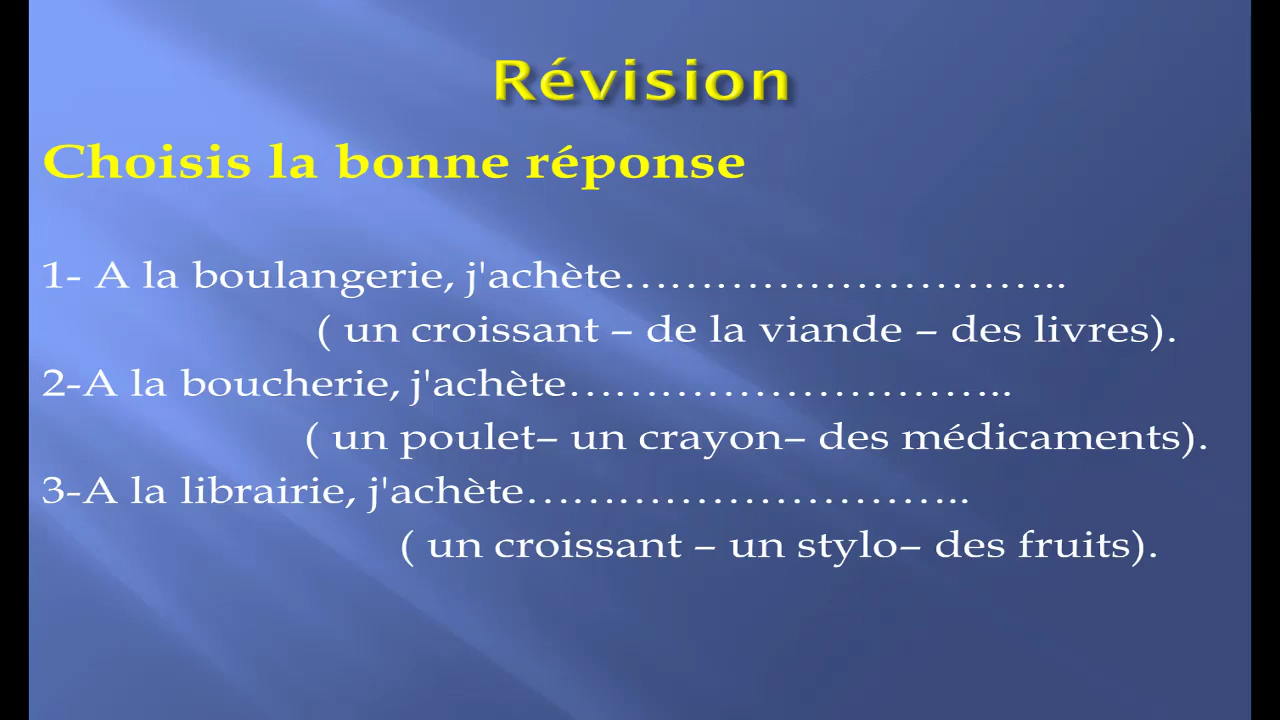 Révision
Choisis la bonne réponse
1- A la boulangerie, j'achète………………………..
( un croissant – de la viande – des livres).
2-A la boucherie, j'achète………………………..
( un poulet– un crayon– des médicaments).
3-A la librairie, j'achète………………………..
( un croissant – un stylo– des fruits).